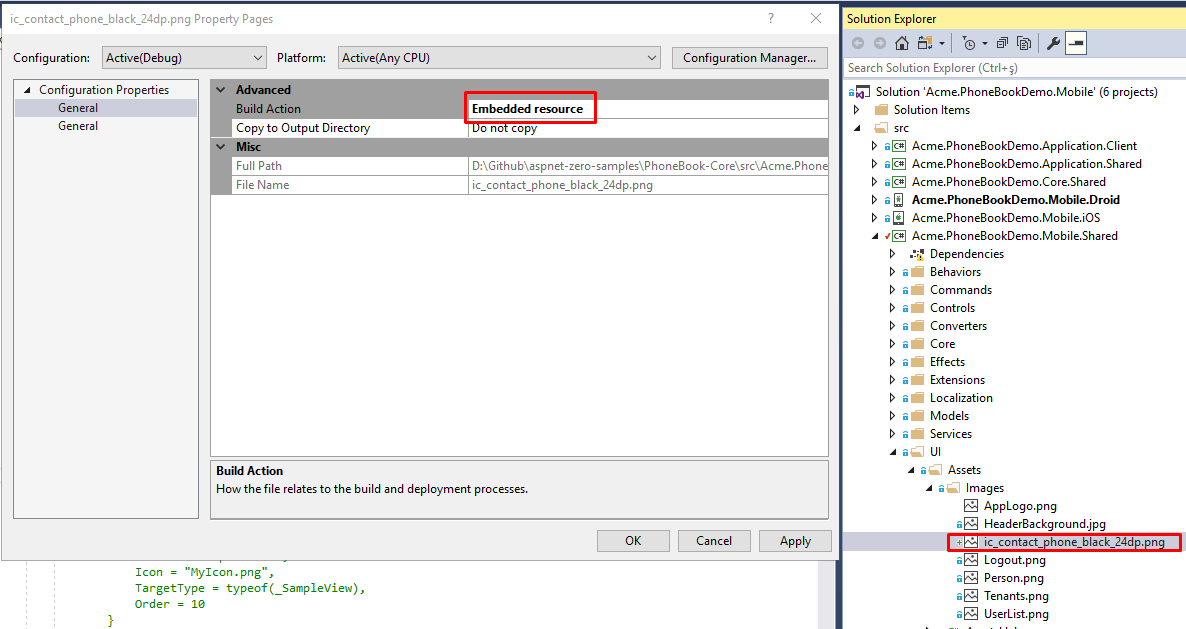 ic_contact_phone_black_24dp.png Property Pages
?
Configuration: Active(Debug) Platform: Active(Any CPU) Configuration Manager...
Configuration Properties
General
General
Advanced
Build Action Embedded resource
Copy to Output Directory Do not copy
Misc
Full Path D:\Github\aspnet-zero-samples\PhoneBook-Core\src\Acme.Phone
File Name ic_contact_phone_black_24dp.png
Build Action
How the file relates to the build and deployment processes.
OK Cancel Apply
Icon = "MyIcon.png",
TargetType = typeof(_SampleView),
Order = 10
}
Solution Explorer
Search Solution Explorer (Ctrl+ş)
Solution 'Acme.PhoneBookDemo.Mobile' (6 projects)
Solution Items
src
C# Acme.PhoneBookDemo.Application.Client
C# Acme.PhoneBookDemo.Application.Shared
C# Acme.PhoneBookDemo.Core.Shared
Acme.PhoneBookDemo.Mobile.Droid
Acme.PhoneBookDemo.Mobile.iOS
C# Acme.PhoneBookDemo.Mobile.Shared
Dependencies
Behaviors
Commands
Controls
Converters
Core
Effects
Extensions
Localization
Models
Services
UI
Assets
Images
AppLogo.png
HeaderBackground.jpg
ic_contact_phone_black_24dp.png
Logout.png
Person.png
Tenants.png
UserList.png